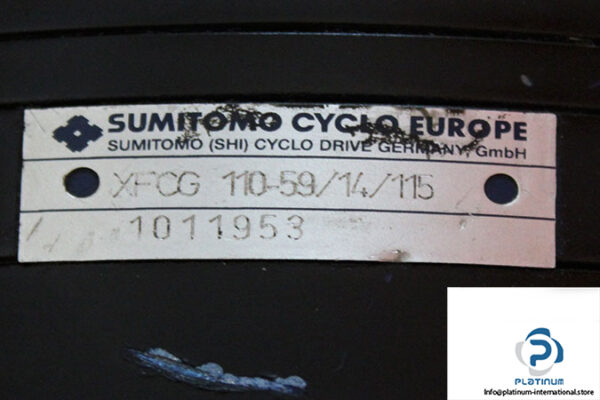 SUMITOMO CYCLO EUROPE
SUMITOMO (SHI) CYCLO DRIVE GERMANY, GmbH
XFCG 110-59/14/115
1011953
PLATINUM
Info@platinum-international.store